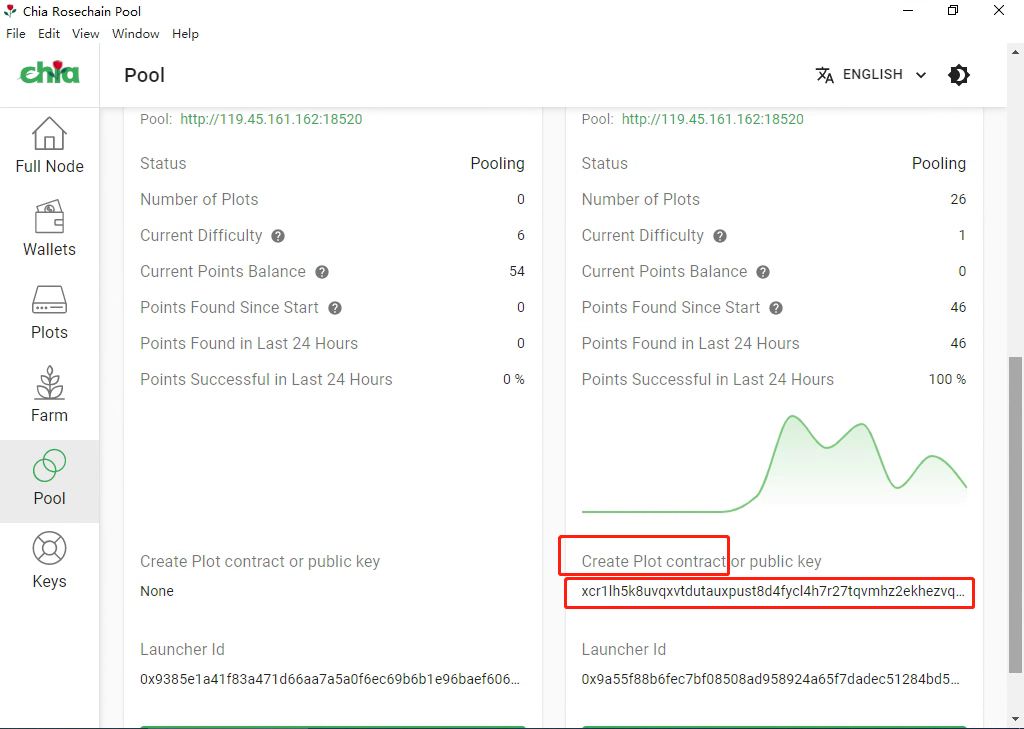 Chia Rosechain Pool
File Edit View Window Help
chia
Pool
ENGLISH
Full Node
Wallets
Plots
Farm
Pool
Keys
Pool: http://119.45.161.162:18520
Status Pooling
Number of Plots 0
Current Difficulty ? 6
Current Points Balance ? 54
Points Found Since Start ? 0
Points Found in Last 24 Hours 0
Points Successful in Last 24 Hours 0 %
Create Plot contract or public key
None
Launcher Id
0x9385e1a41f83a471d66aa7a5a0f6ec69b6b1e96baef606...
Pool: http://119.45.161.162:18520
Status Pooling
Number of Plots 26
Current Difficulty ? 1
Current Points Balance ? 0
Points Found Since Start ? 46
Points Found in Last 24 Hours 46
Points Successful in Last 24 Hours 100 %
Create Plot contract or public key
xcr1lh5k8uvqxvtdutauxpust8d4fycl4h7r27tqvmhz2ekhezvq...
Launcher Id
0x9a55f88b6fec7bf08508ad958924a65f7dadec51284bd5...